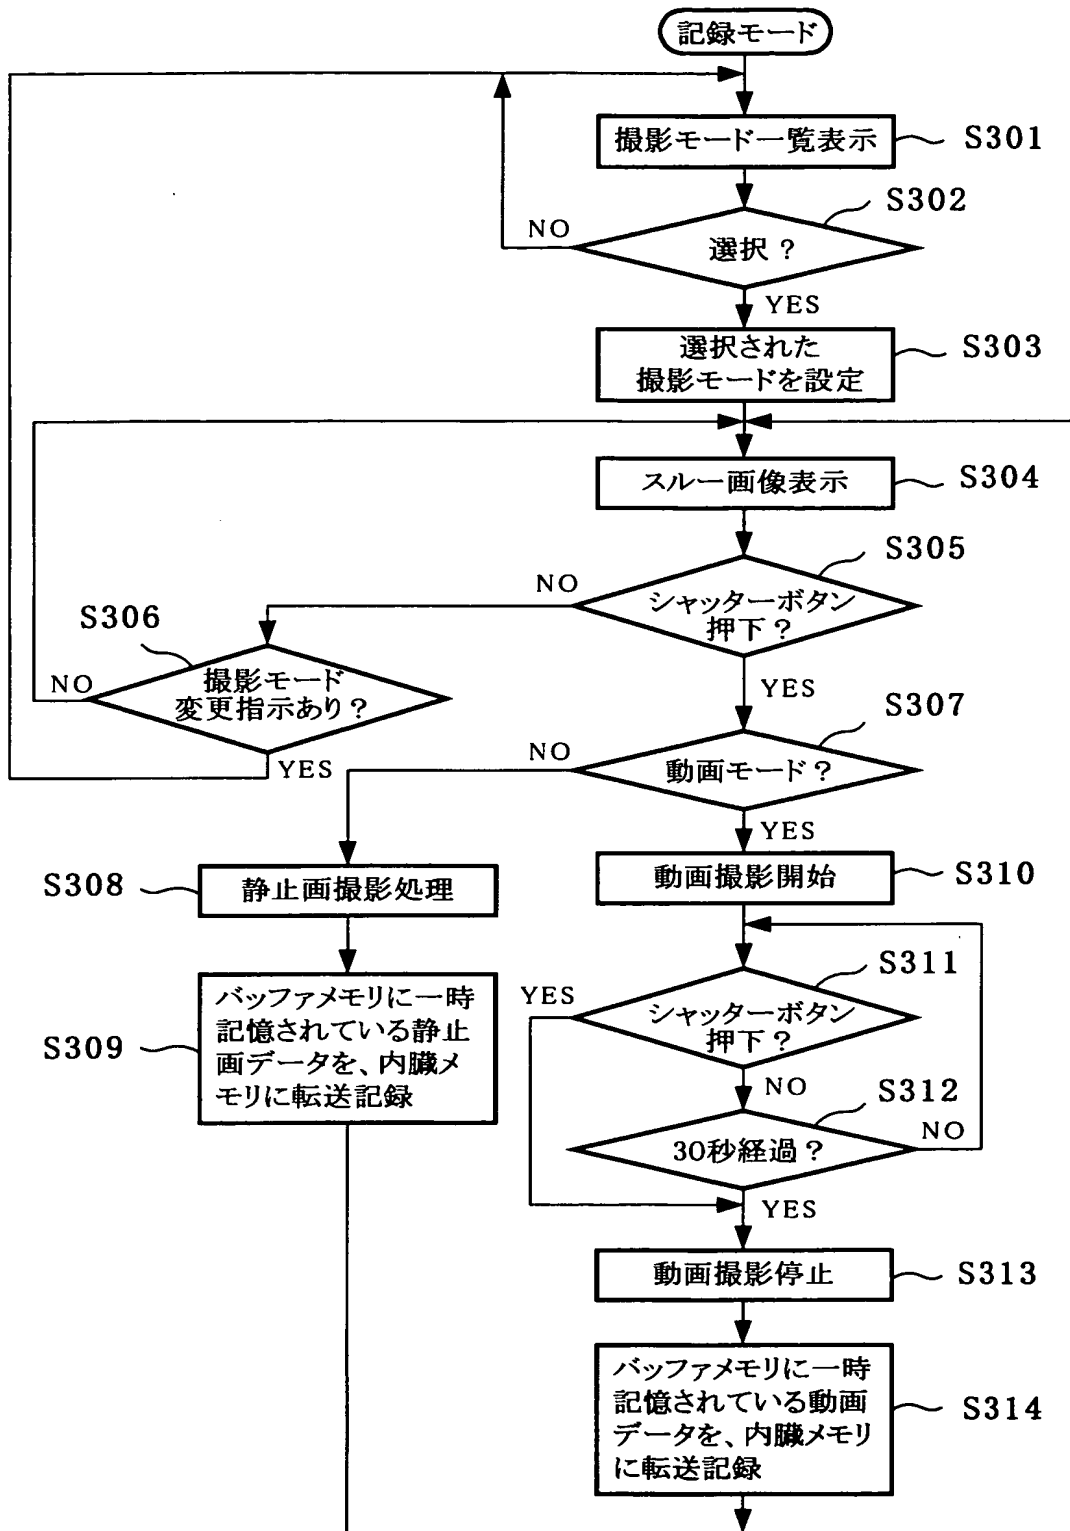 記録モード
撮影モード一覧表示
S301
S302
選択？
NO
YES
選択された
撮影モードを設定
S303
スルー画像表示
S304
S305
シャッターボタン
押下？
NO
YES
S306
撮影モード
変更指示あり？
NO
YES
S307
動画モード？
NO
YES
S308
静止画撮影処理
動画撮影開始
S310
S309
バッファメモリに一時
記憶されている静止
画データを、内臓メ
モリに転送記録
S311
シャッターボタン
押下？
YES
NO
S312
30秒経過？
NO
YES
動画撮影停止
S313
バッファメモリに一時
記憶されている動画
データを、内臓メモリ
に転送記録
S314